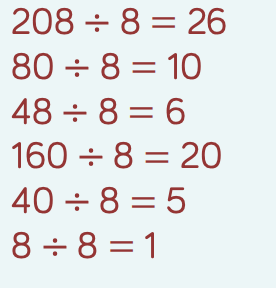 208 ÷ 8 = 26
80 ÷ 8 = 10
48 ÷ 8 = 6
160 ÷ 8 = 20
40 ÷ 8 = 5
8 ÷ 8 = 1